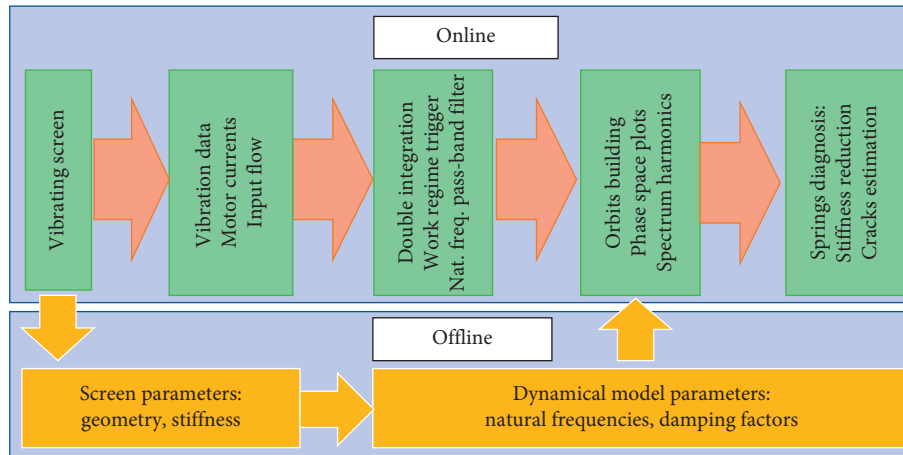 Online
Vibrating screen
Vibration data
Motor currents
Input flow
Double integration
Work regime trigger
Nat. freq. pass-band filter
Orbits building
Phase space plots
Spectrum harmonics
Springs diagnosis:
Stiffness reduction
Cracks estimation
Offline
Screen parameters:
geometry, stiffness
Dynamical model parameters:
natural frequencies, damping factors